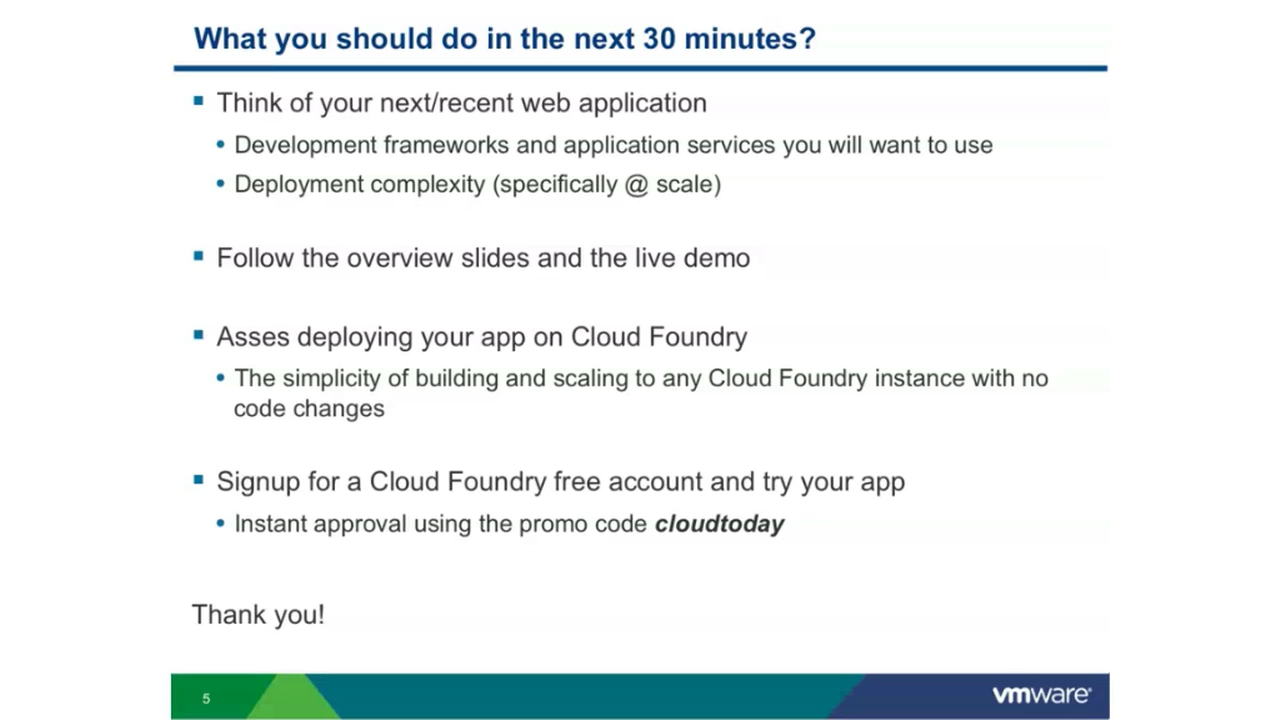 What you should do in the next 30 minutes?
Think of your next/recent web application
Development frameworks and application services you will want to use
Deployment complexity (specifically @ scale)
Follow the overview slides and the live demo
Asses deploying your app on Cloud Foundry
The simplicity of building and scaling to any Cloud Foundry instance with no
code changes
Signup for a Cloud Foundry free account and try your app
Instant approval using the promo code cloudtoday
Thank you!
5
vmware®